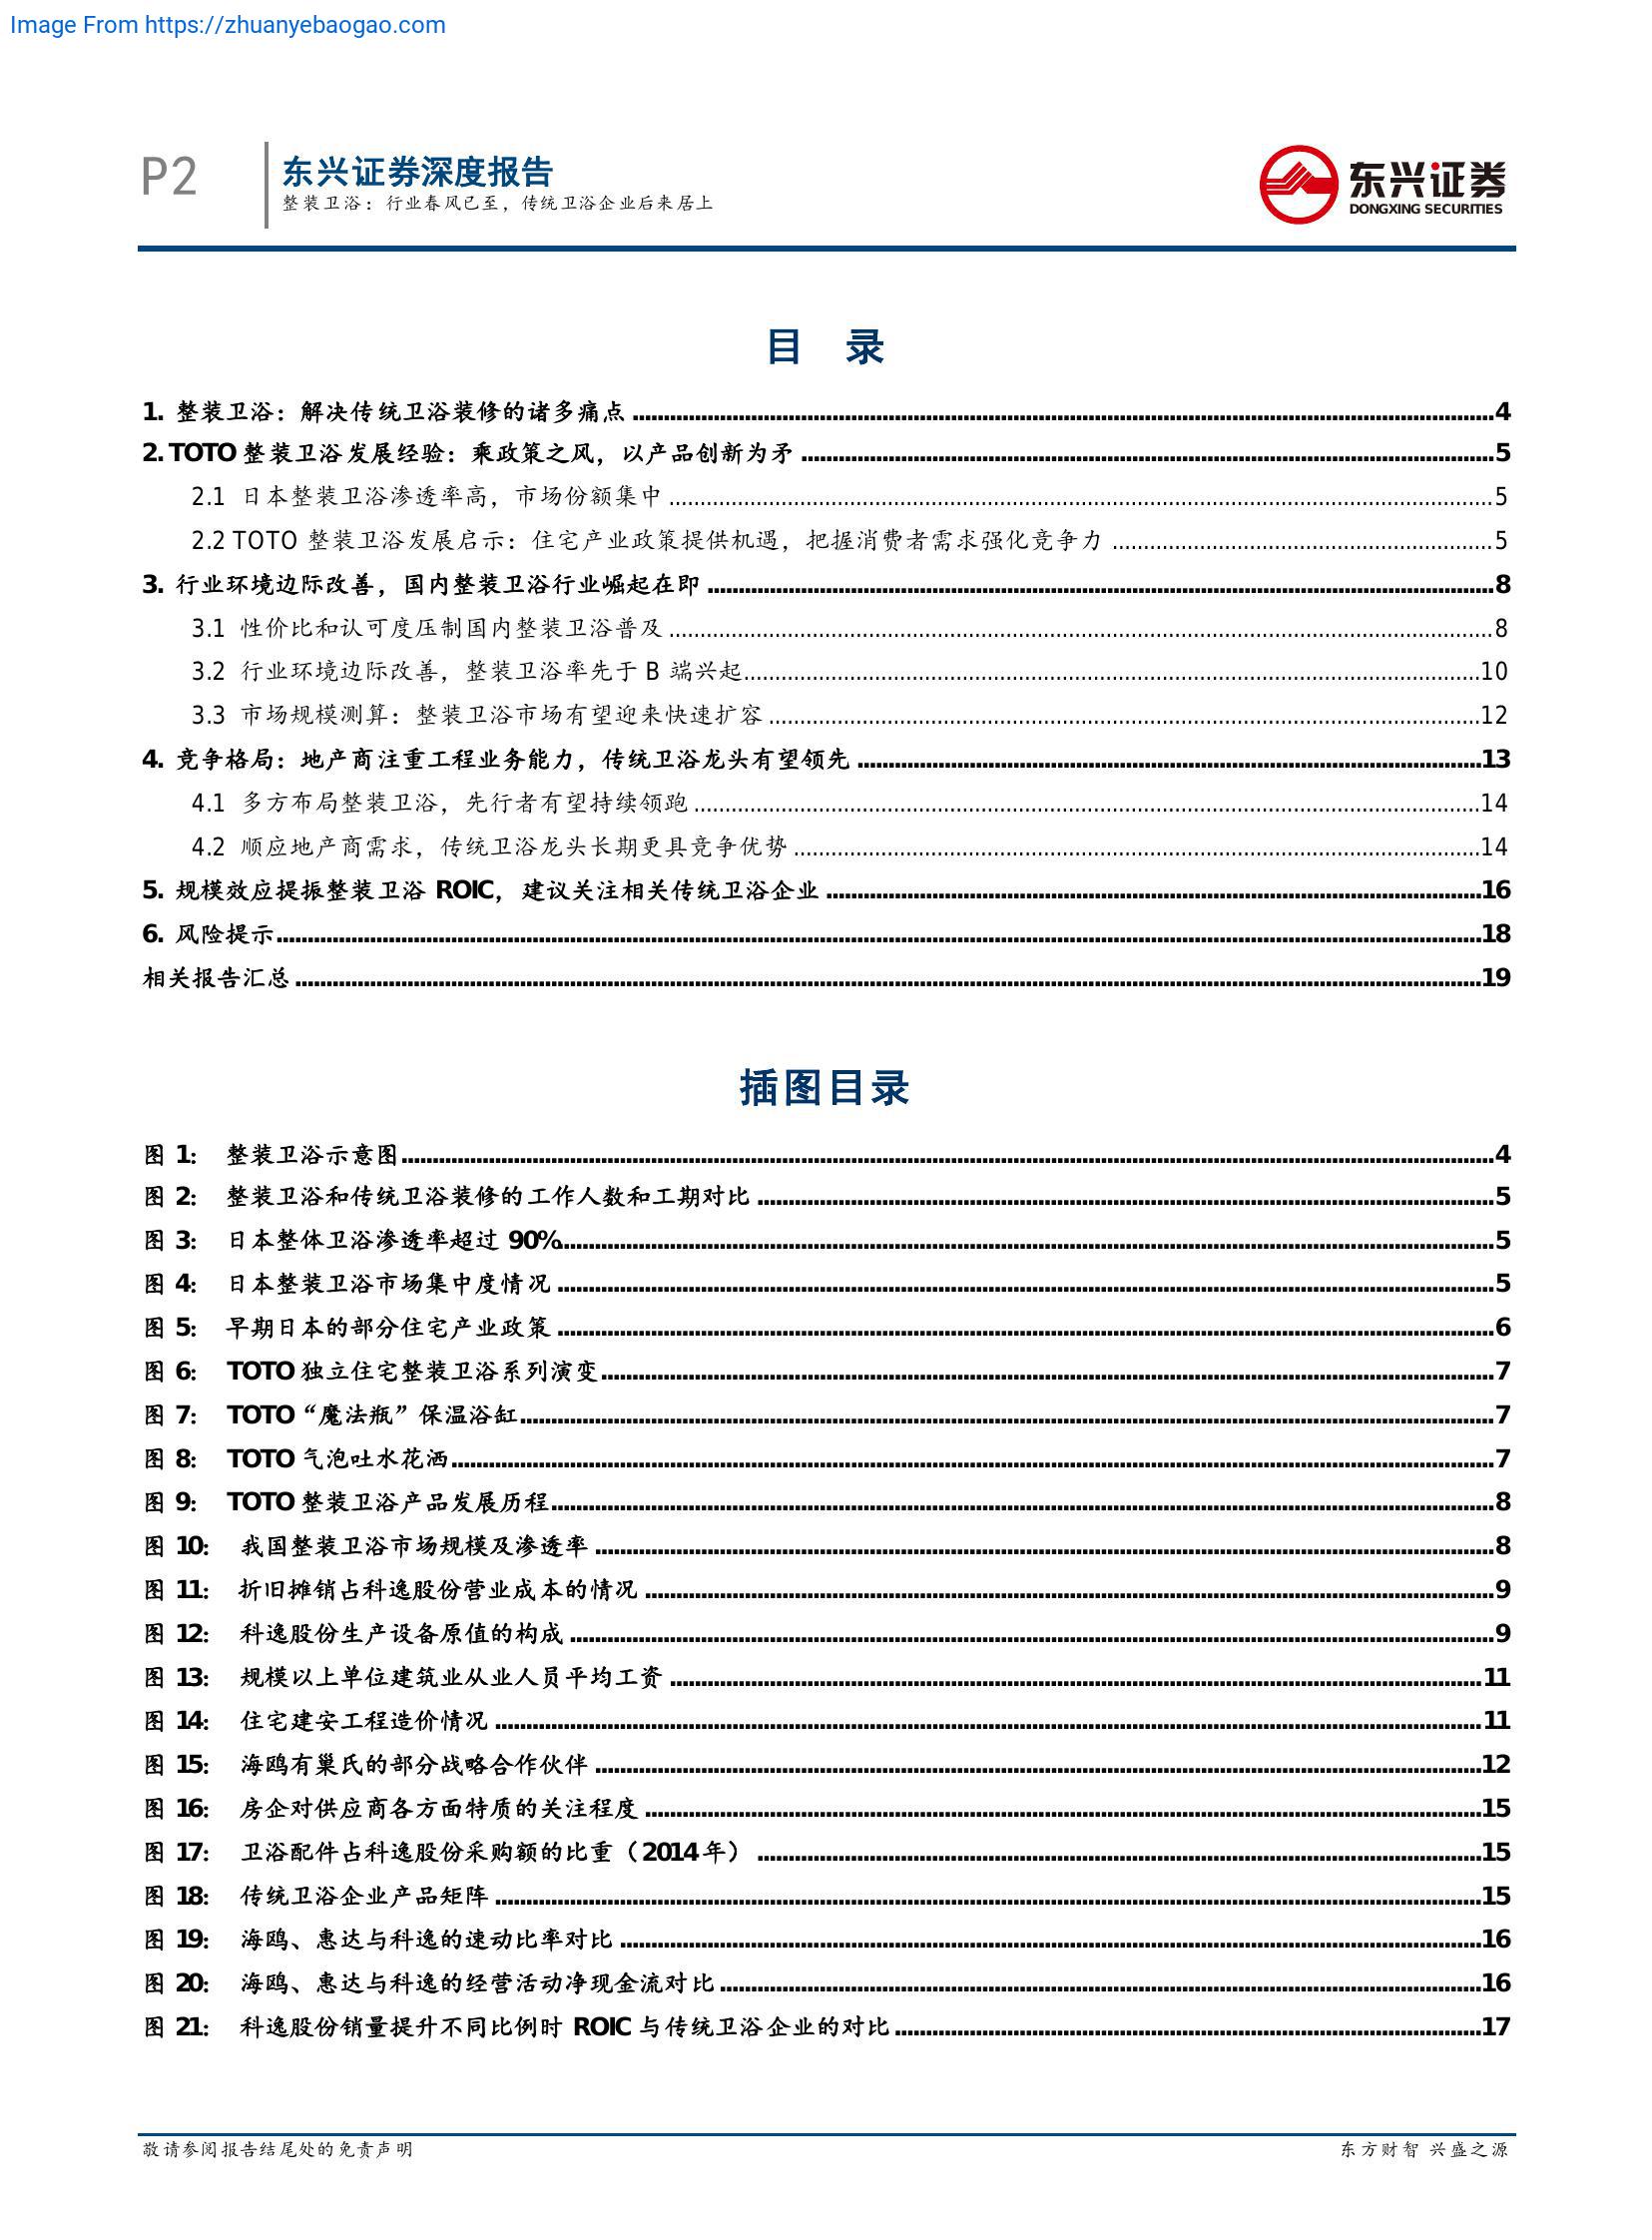 Image From https://zhuanyebaogao.com
P2
东兴证券深度报告
整装卫浴：行业春风已至，传统卫浴企业后来居上
东兴证券
DONGXING SECURITIES
目 录
1. 整装卫浴：解决传统卫浴装修的诸多痛点 4
2. TOTO 整装卫浴发展经验：乘政策之风，以产品创新为矛 5
2.1 日本整装卫浴渗透率高，市场份额集中 5
2.2 TOTO 整装卫浴发展启示：住宅产业政策提供机遇，把握消费者需求强化竞争力 5
3. 行业环境边际改善，国内整装卫浴行业崛起在即 8
3.1 性价比和认可度压制国内整装卫浴普及 8
3.2 行业环境边际改善，整装卫浴率先于 B 端兴起 10
3.3 市场规模测算：整装卫浴市场有望迎来快速扩容 12
4. 竞争格局：地产商注重工程业务能力，传统卫浴龙头有望领先 13
4.1 多方布局整装卫浴，先行者有望持续领跑 14
4.2 顺应地产商需求，传统卫浴龙头长期更具竞争优势 14
5. 规模效应提振整装卫浴 ROIC，建议关注相关传统卫浴企业 16
6. 风险提示 18
相关报告汇总 19
插图目录
图 1： 整装卫浴示意图 4
图 2： 整装卫浴和传统卫浴装修的工作人数和工期对比 5
图 3： 日本整体卫浴渗透率超过 90% 5
图 4： 日本整装卫浴市场集中度情况 5
图 5： 早期日本的部分住宅产业政策 6
图 6： TOTO 独立住宅整装卫浴系列演变 7
图 7： TOTO“魔法瓶”保温浴缸 7
图 8： TOTO 气泡吐水花洒 7
图 9： TOTO 整装卫浴产品发展历程 8
图 10： 我国整装卫浴市场规模及渗透率 8
图 11： 折旧摊销占科逸股份营业成本的情况 9
图 12： 科逸股份生产设备原值的构成 9
图 13： 规模以上单位建筑业从业人员平均工资 11
图 14： 住宅建安工程造价情况 11
图 15： 海鸥有巢氏的部分战略合作伙伴 12
图 16： 房企对供应商各方面特质的关注程度 15
图 17： 卫浴配件占科逸股份采购额的比重（2014 年） 15
图 18： 传统卫浴企业产品矩阵 15
图 19： 海鸥、惠达与科逸的速动比率对比 16
图 20： 海鸥、惠达与科逸的经营活动净现金流对比 16
图 21： 科逸股份销量提升不同比例时 ROIC 与传统卫浴企业的对比 17
敬请参阅报告结尾处的免责声明
东方财智 兴盛之源